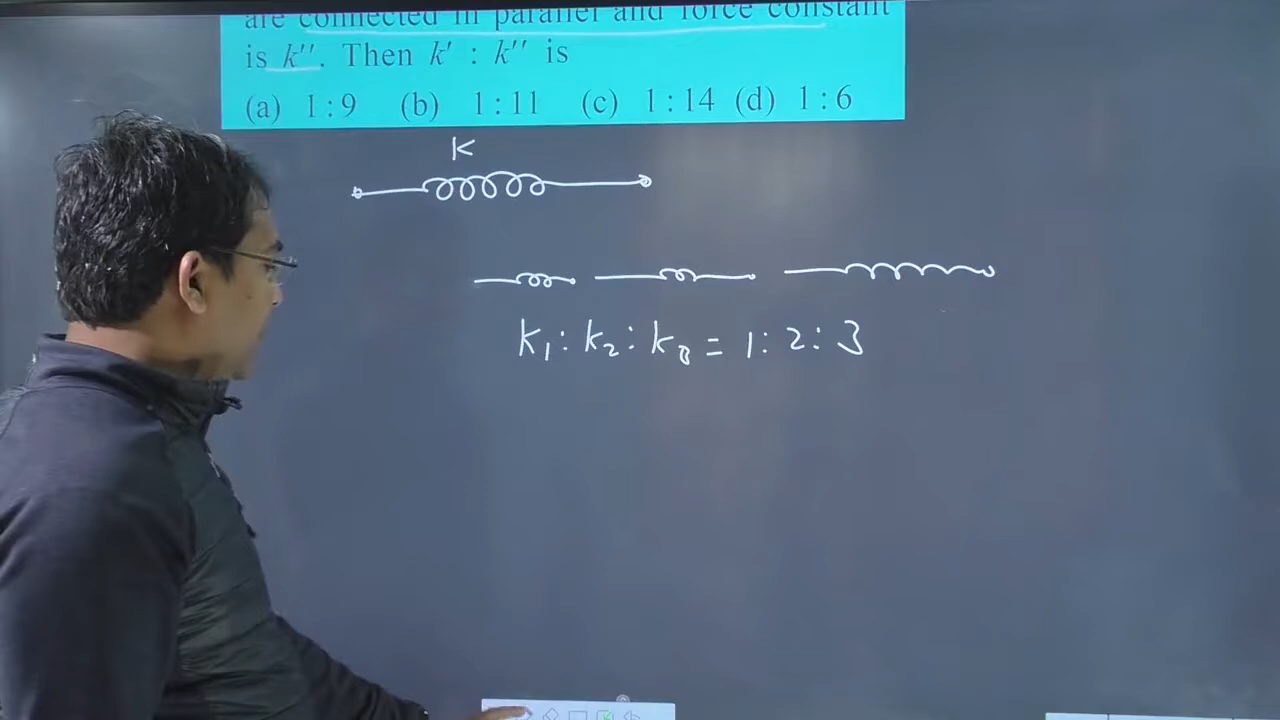 are connected in parallel and force constant
is k''. Then k' : k'' is
(a) 1:9 (b) 1:11 (c) 1:14 (d) 1:6
K
K₁ : K₂ : K₃ = 1 : 2 : 3